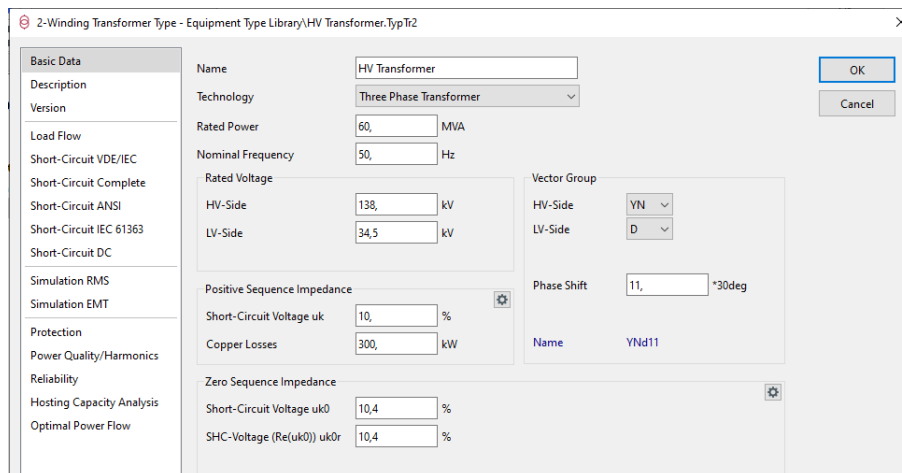 2-Winding Transformer Type - Equipment Type Library\HV Transformer.TypTr2
Basic Data
Description
Version
Load Flow
Short-Circuit VDE/IEC
Short-Circuit Complete
Short-Circuit ANSI
Short-Circuit IEC 61363
Short-Circuit DC
Simulation RMS
Simulation EMT
Protection
Power Quality/Harmonics
Reliability
Hosting Capacity Analysis
Optimal Power Flow
Name HV Transformer
Technology Three Phase Transformer
Rated Power 60, MVA
Nominal Frequency 50, Hz
Rated Voltage
HV-Side 138, kV
LV-Side 34,5 kV
Positive Sequence Impedance
Short-Circuit Voltage uk 10, %
Copper Losses 300, kW
Vector Group
HV-Side YN
LV-Side D
Phase Shift 11, *30deg
Name YNd11
Zero Sequence Impedance
Short-Circuit Voltage uk0 10,4 %
SHC-Voltage (Re(uk0)) uk0r 10,4 %
OK
Cancel